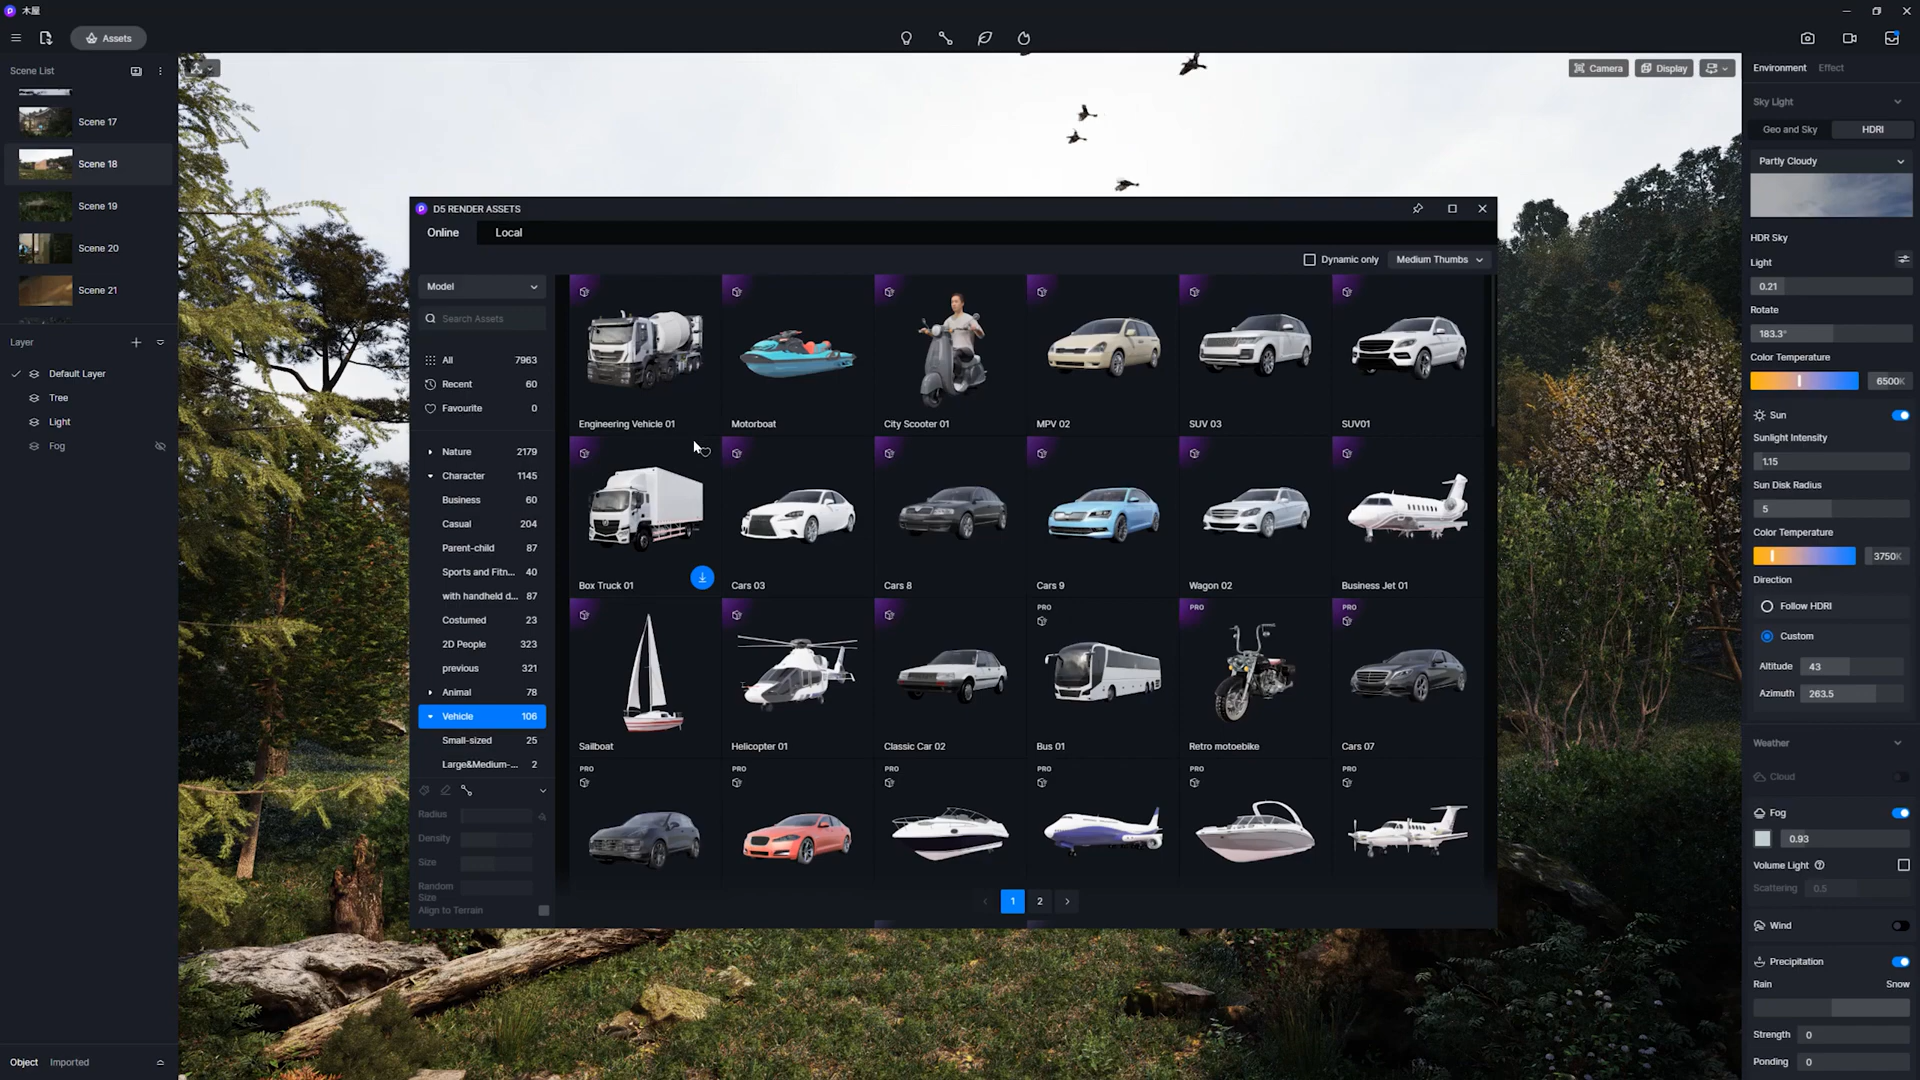 木屋
Assets
Scene List
Scene 17
Scene 18
Scene 19
Scene 20
Scene 21
Layer
Default Layer
Tree
Light
Fog
Object Imported
Camera Display
D5 RENDER ASSETS
Online Local
Dynamic only Medium Thumbs
Model
Search Assets
All 7963
Recent 60
Favourite 0
Nature 2179
Character 1145
Business 60
Casual 204
Parent-child 87
Sports and Fitn... 40
with handheld d... 87
Costumed 23
2D People 323
previous 321
Animal 78
Vehicle 106
Small-sized 25
Large&Medium-... 2
Radius
Density
Size
Random
Size
Align to Terrain
Engineering Vehicle 01 Motorboat City Scooter 01 MPV 02 SUV 03 SUV01
Box Truck 01 Cars 03 Cars 8 Cars 9 Wagon 02 Business Jet 01
PRO PRO PRO
Sailboat Helicopter 01 Classic Car 02 Bus 01 Retro motoebike Cars 07
PRO PRO PRO PRO PRO PRO
1 2
Environment Effect
Sky Light
Geo and Sky HDRI
Partly Cloudy
HDR Sky
Light
0.21
Rotate
183.3°
Color Temperature
6500K
Sun
Sunlight Intensity
1.15
Sun Disk Radius
5
Color Temperature
3750K
Direction
Follow HDRI
Custom
Altitude 43
Azimuth 263.5
Weather
Cloud
Fog
0.93
Volume Light
Scattering 0.5
Wind
Precipitation
Rain Snow
Strength 0
Ponding 0